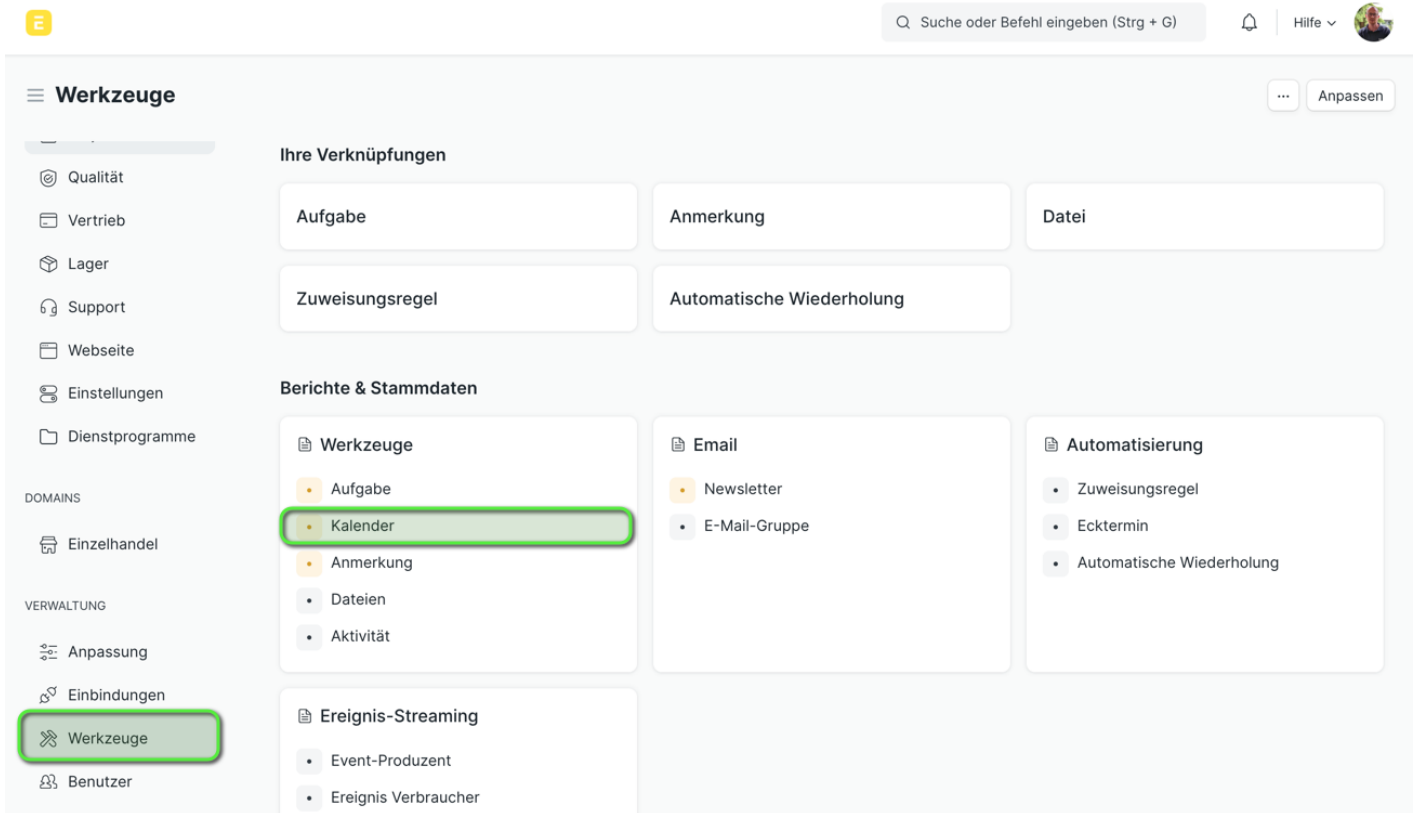 E
Suche oder Befehl eingeben (Strg + G)
Hilfe
Werkzeuge
...
Anpassen
Qualität
Vertrieb
Lager
Support
Webseite
Einstellungen
Dienstprogramme
DOMAINS
Einzelhandel
VERWALTUNG
Anpassung
Einbindungen
Werkzeuge
Benutzer
Ihre Verknüpfungen
Aufgabe
Anmerkung
Datei
Zuweisungsregel
Automatische Wiederholung
Berichte & Stammdaten
Werkzeuge
Aufgabe
Kalender
Anmerkung
Dateien
Aktivität
Email
Newsletter
E-Mail-Gruppe
Automatisierung
Zuweisungsregel
Ecktermin
Automatische Wiederholung
Ereignis-Streaming
Event-Produzent
Ereignis Verbraucher